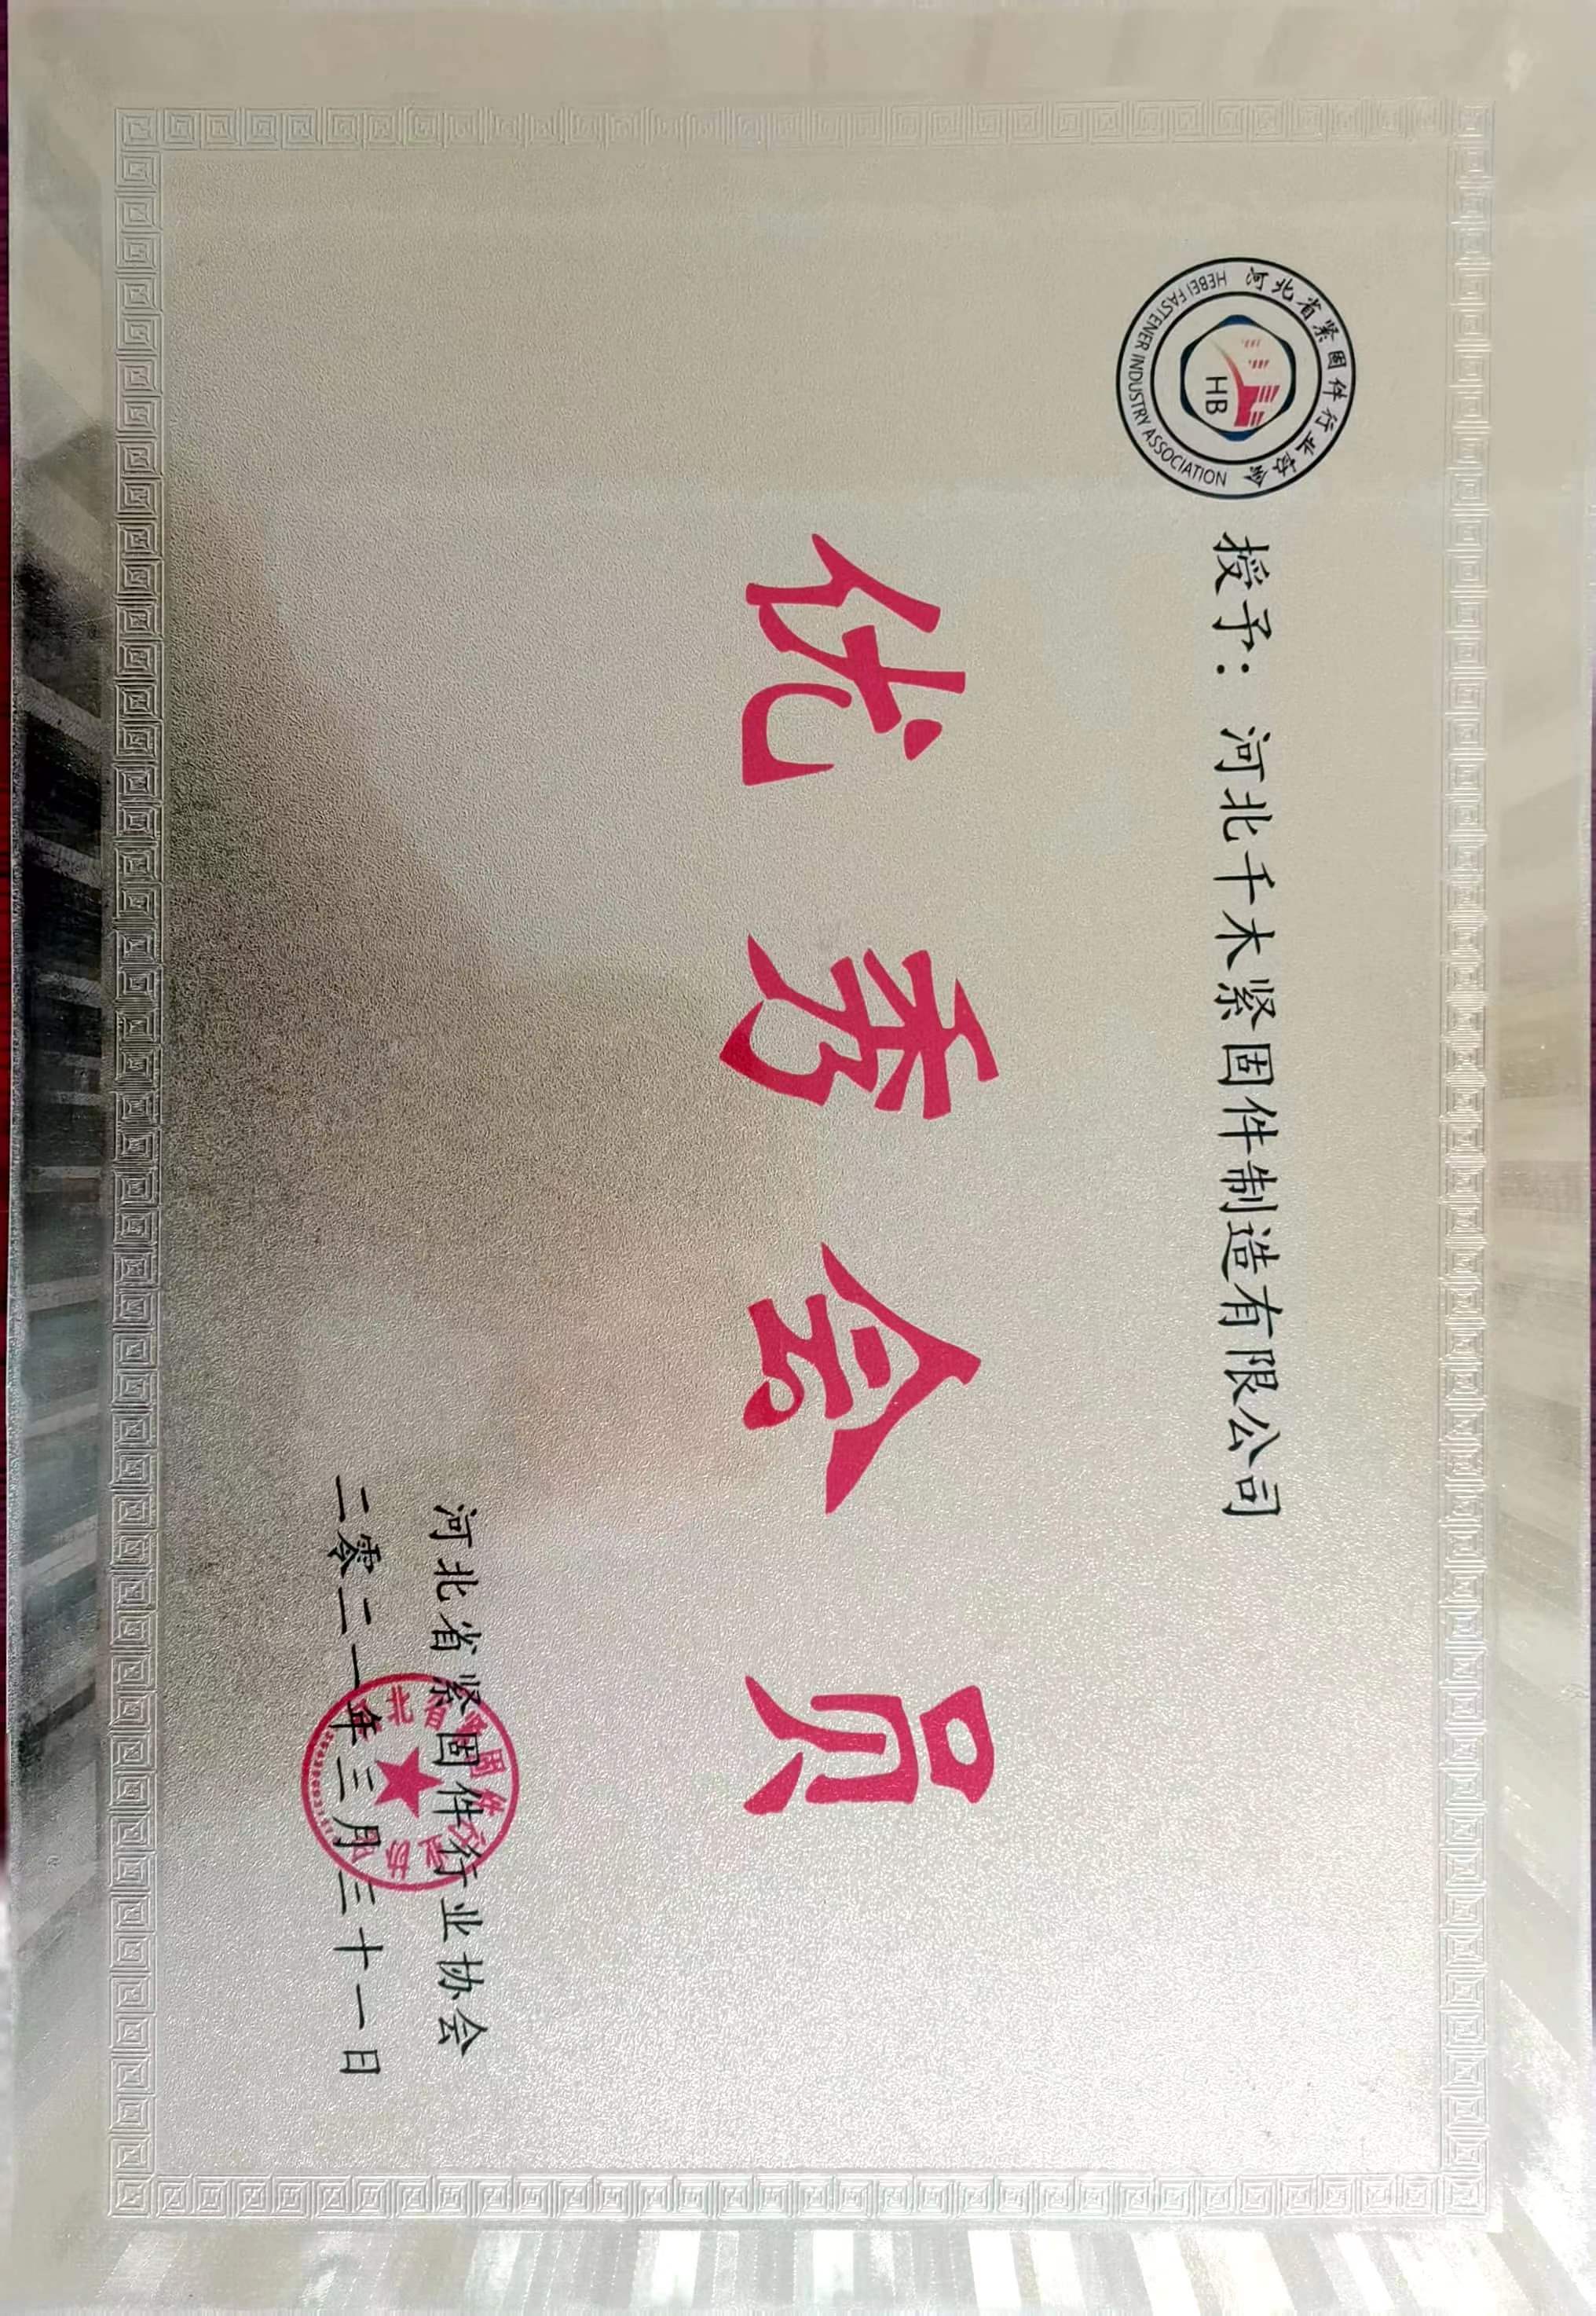 河北省紧固件行业协会
HEBEI FASTENER INDUSTRY ASSOCIATION
HB
授予：河北千木紧固件制造有限公司
优秀会员
河北省紧固件行业协会
二零二一年三月三十一日